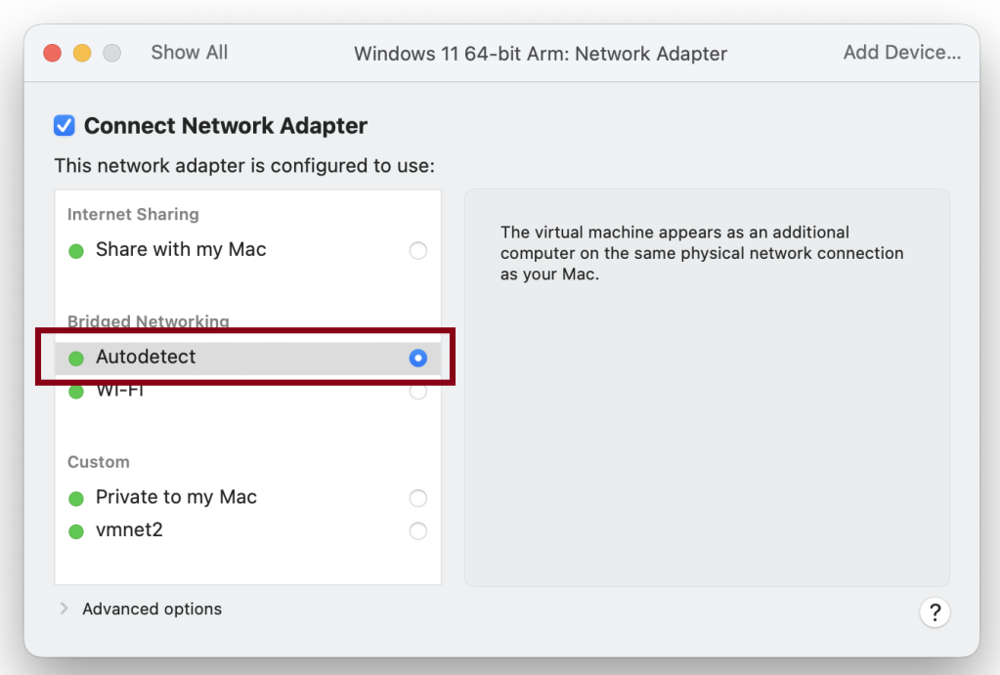 Show All
Windows 11 64-bit Arm: Network Adapter
Add Device...
Connect Network Adapter
This network adapter is configured to use:
Internet Sharing
Share with my Mac
Bridged Networking
Autodetect
Wi-Fi
Custom
Private to my Mac
vmnet2
The virtual machine appears as an additional
computer on the same physical network connection
as your Mac.
Advanced options
?